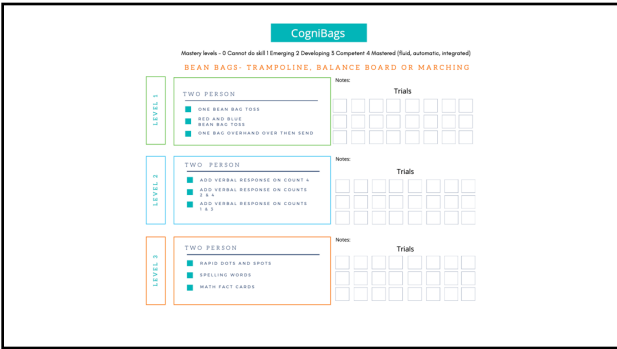 CogniBags
Mastery levels - 0 Cannot do skill 1 Emerging 2 Developing 3 Competent 4 Mastered (fluid, automatic, integrated)
BEAN BAGS- TRAMPOLINE, BALANCE BOARD OR MARCHING
LEVEL 1
TWO PERSON
ONE BEAN BAG TOSS
RED AND BLUE
BEAN BAG TOSS
ONE BAG OVERHAND OVER THEN SEND
Notes:
Trials
LEVEL 2
TWO PERSON
ADD VERBAL RESPONSE ON COUNT 4
ADD VERBAL RESPONSE ON COUNTS
2 & 4
ADD VERBAL RESPONSE ON COUNTS
1 & 3
Notes:
Trials
LEVEL 3
TWO PERSON
RAPID DOTS AND SPOTS
SPELLING WORDS
MATH FACT CARDS
Notes:
Trials